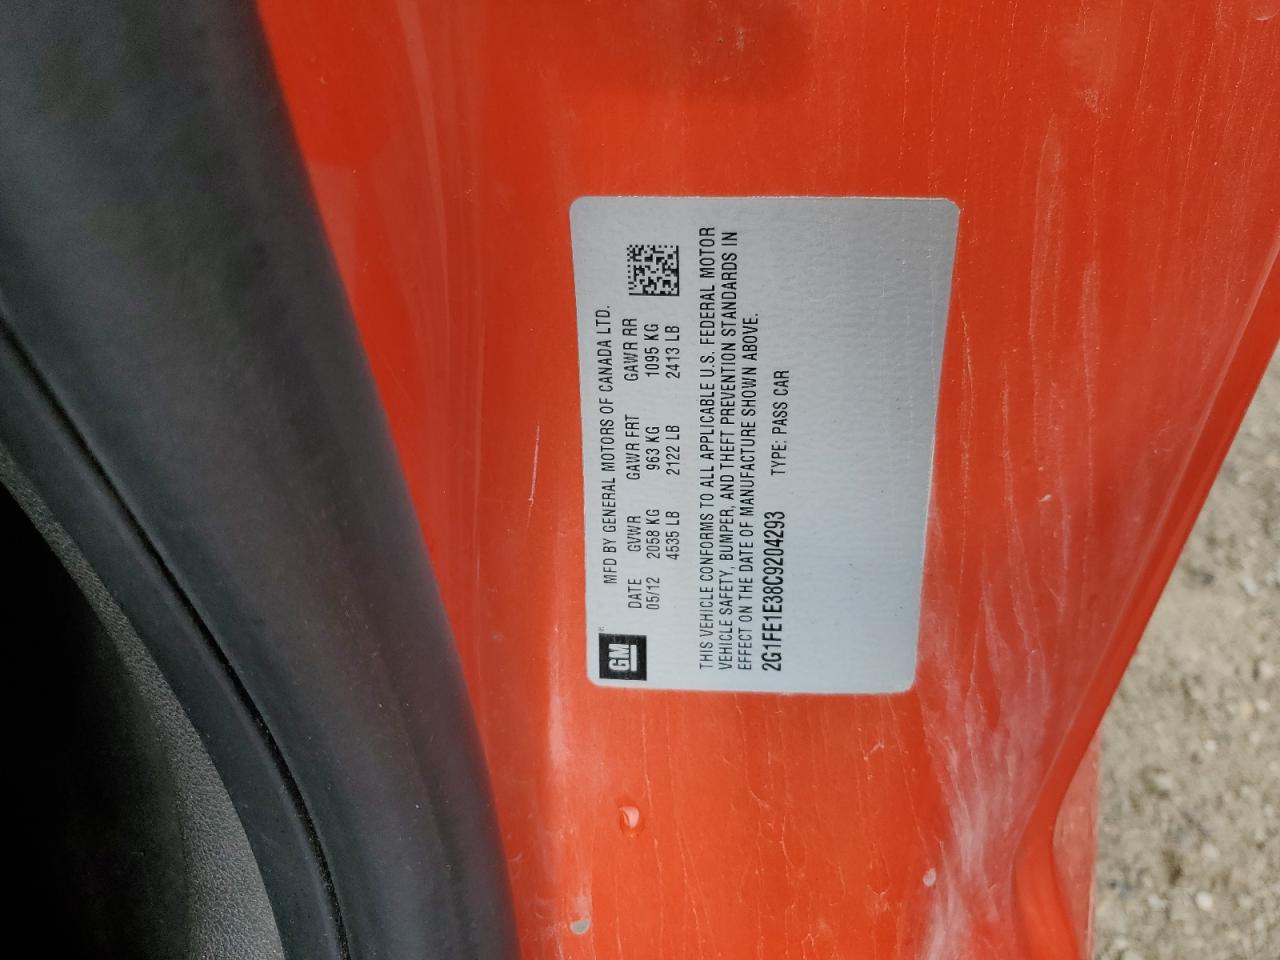 GM
MFD BY GENERAL MOTORS OF CANADA LTD.
DATE GVWR GAWR FRT GAWR RR
05/12 2058 KG 963 KG 1095 KG
4535 LB 2122 LB 2413 LB
THIS VEHICLE CONFORMS TO ALL APPLICABLE U.S. FEDERAL MOTOR
VEHICLE SAFETY, BUMPER, AND THEFT PREVENTION STANDARDS IN
EFFECT ON THE DATE OF MANUFACTURE SHOWN ABOVE.
2G1FE1E38C9204293 TYPE: PASS CAR